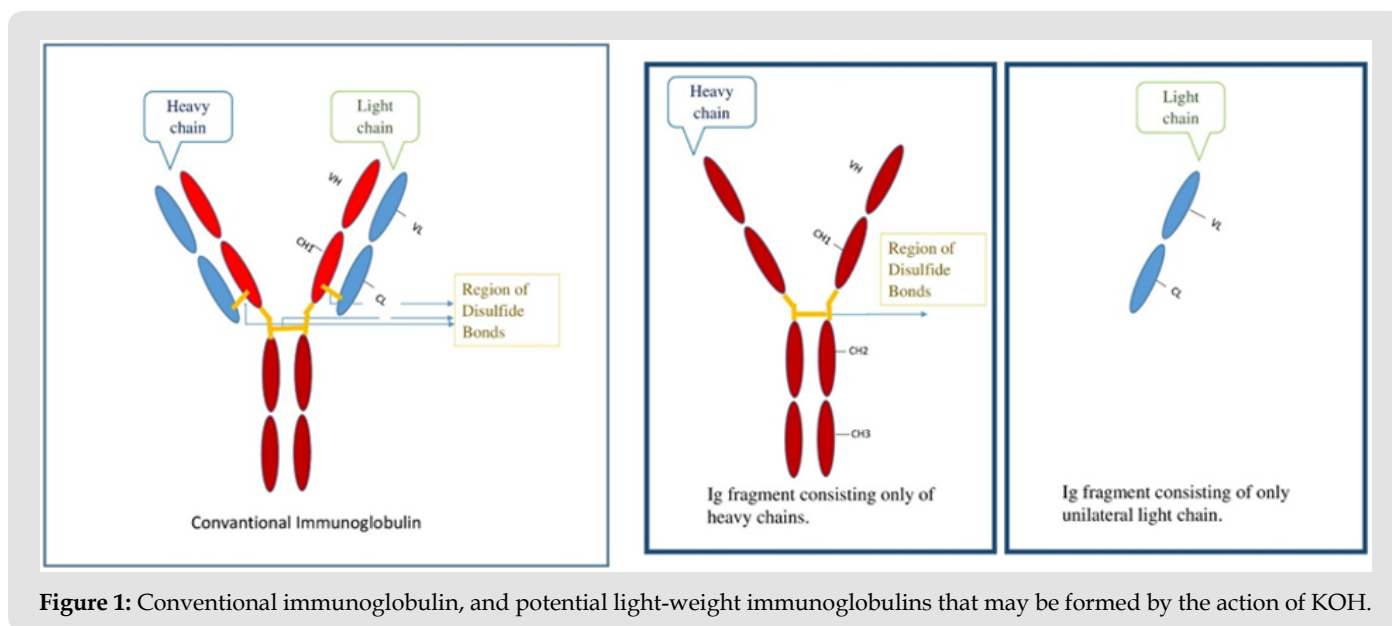 Heavy
chain
Light
chain
VH
CH1
VL
CL
Region of
Disulfide
Bonds
Convantional Immunoglobulin
Heavy
chain
VH
CH1
Region of
Disulfide
Bonds
CH2
CH3
Ig fragment consisting only of
heavy chains.
Light
chain
VL
CL
Ig fragment consisting of only
unilateral light chain.
Figure 1: Conventional immunoglobulin, and potential light-weight immunoglobulins that may be formed by the action of KOH.